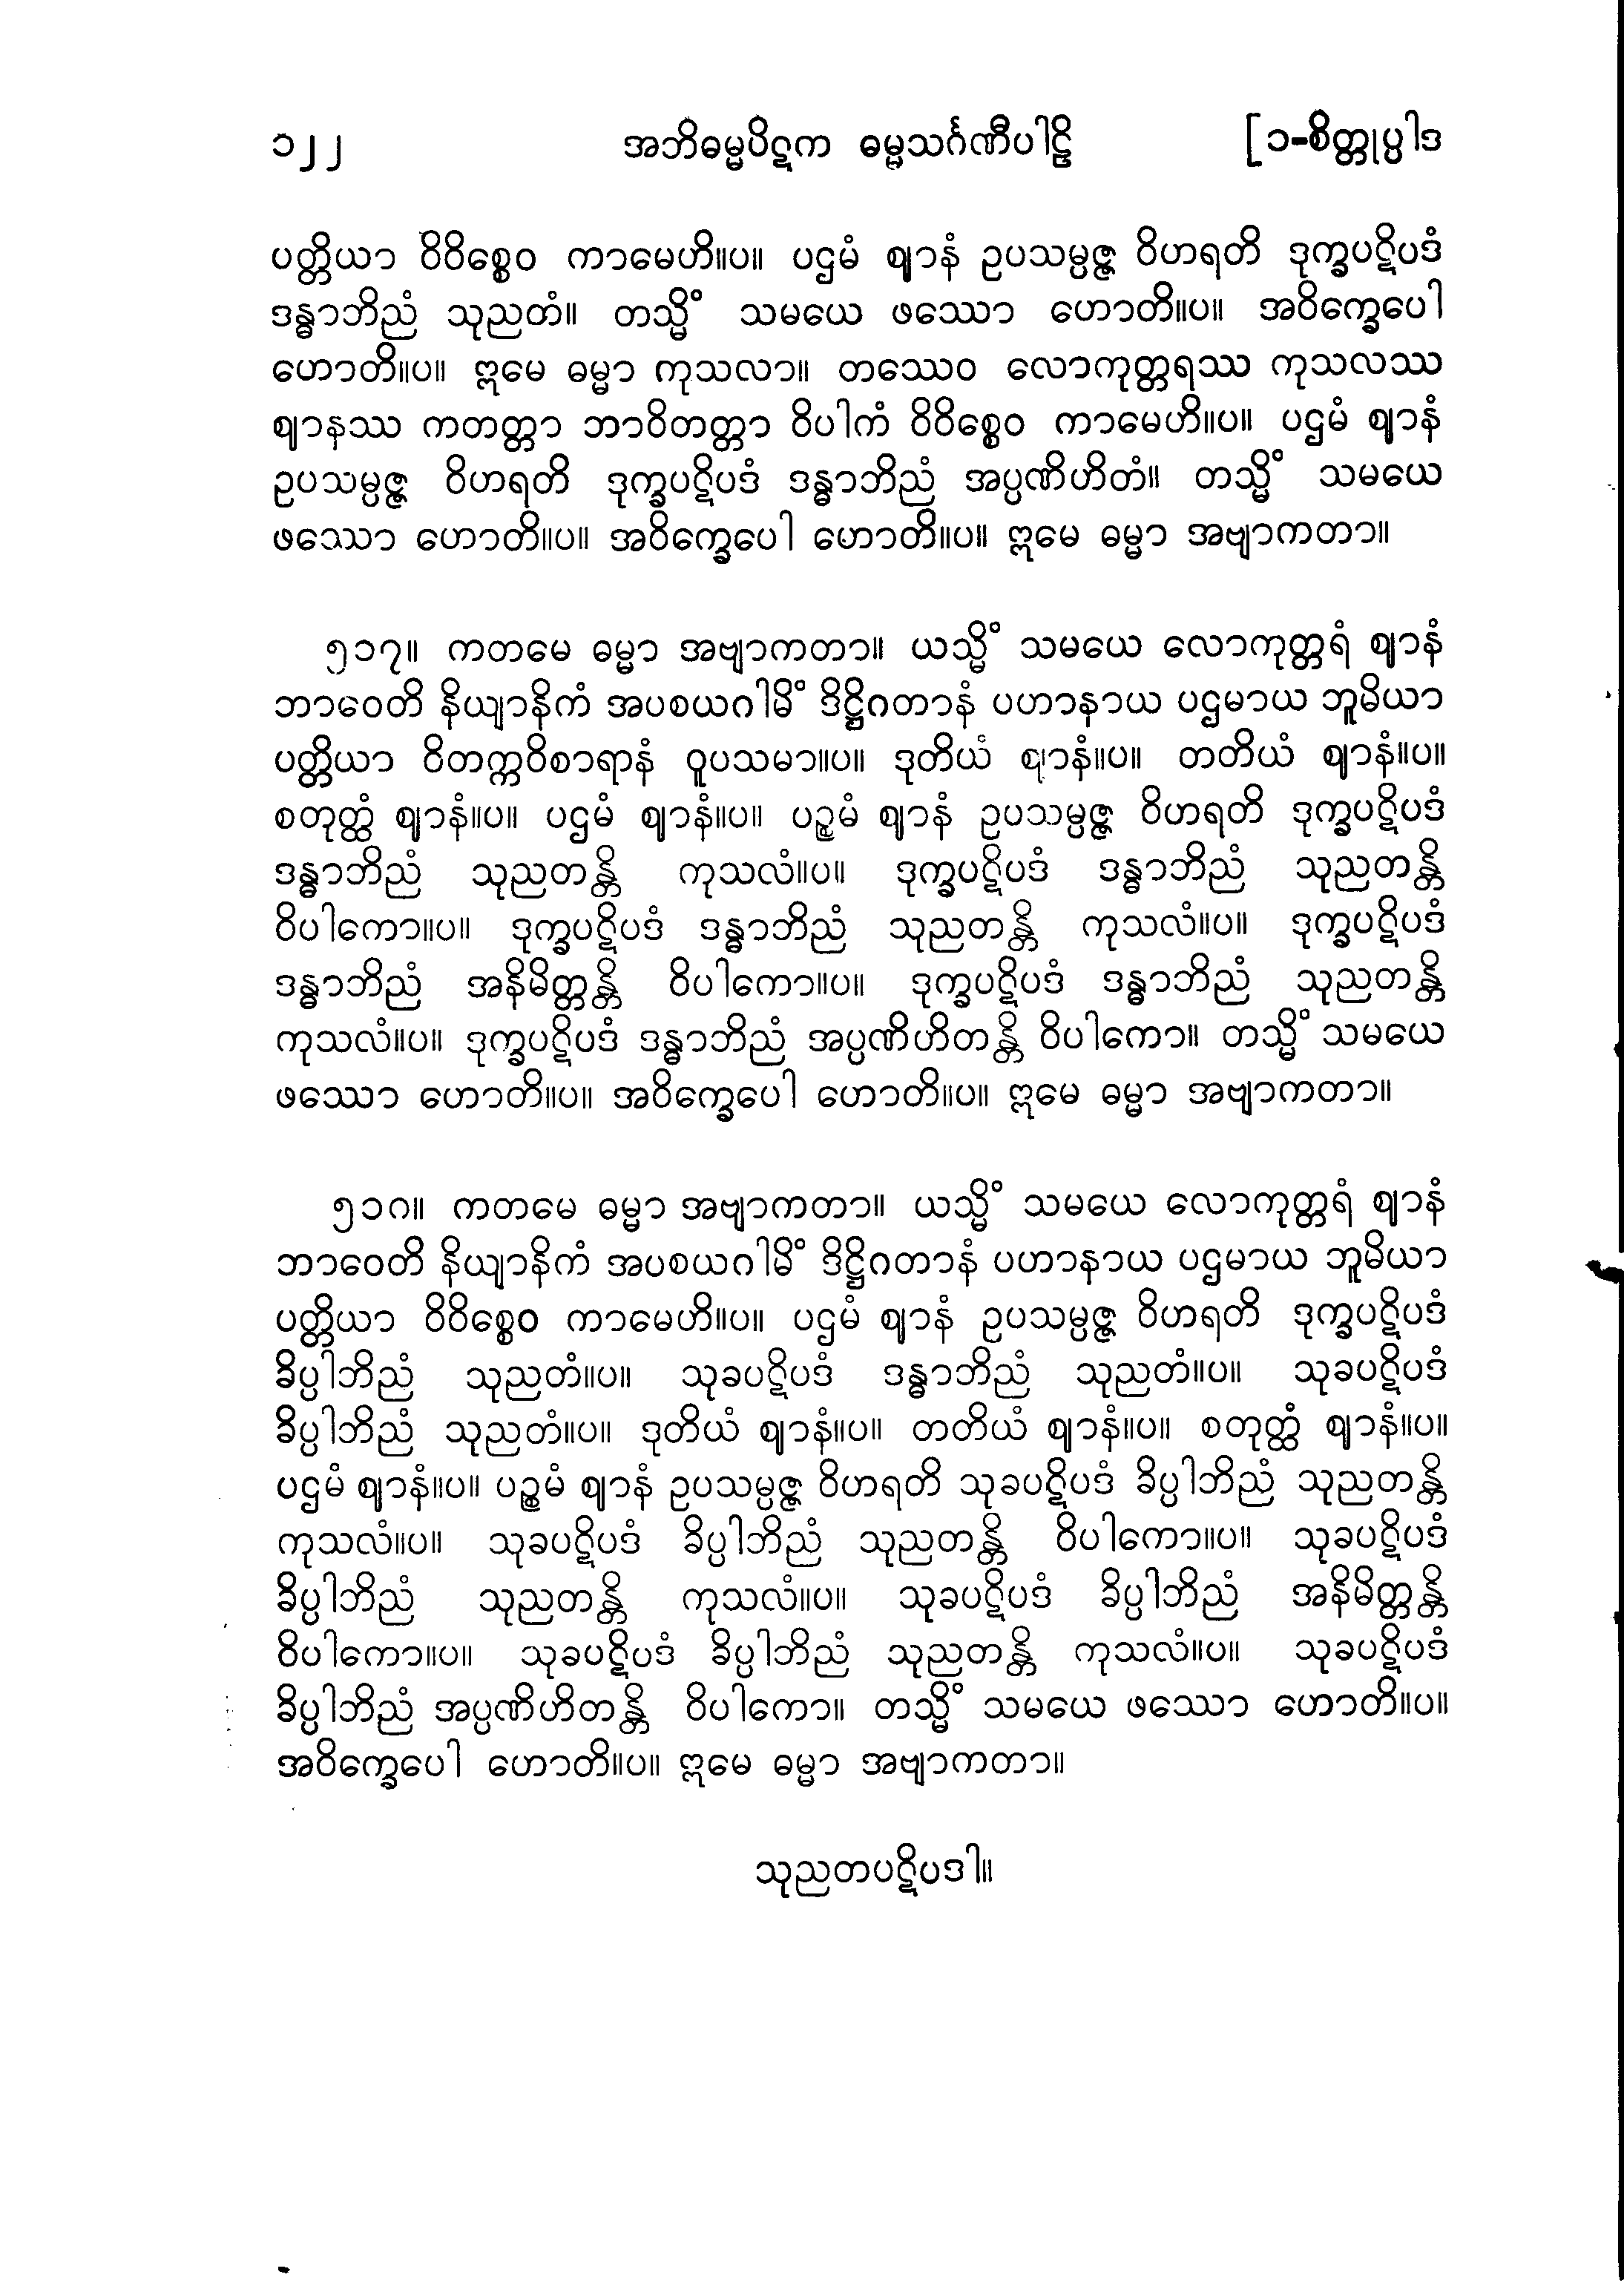 ၁၂၂ အဘိဓမ္မပိဋက ဓမ္မသင်္ဂဏီပါဠိ [၁-စိတ္တုပ္ပါဒ
ပတ္တိယာ ဝိဝိစ္စေဝ ကာမေဟိ။ပ။ ပဌမံ ဈာနံ ဥပသမ္ပဇ္ဇ ဝိဟရတိ ဒုက္ခပဋိပဒံ
ဒန္ဓာဘိညံ သုညတံ။ တသ္မိံ သမယေ ဖဿော ဟောတိ။ပ။ အဝိက္ခေပေါ
ဟောတိ။ပ။ ဣမေ ဓမ္မာ ကုသလာ။ တဿေဝ လောကုတ္တရဿ ကုသလဿ
ဈာနဿ ကတတ္တာ ဘာဝိတတ္တာ ဝိပါကံ ဝိဝိစ္စေဝ ကာမေဟိ။ပ။ ပဌမံ ဈာနံ
ဥပသမ္ပဇ္ဇ ဝိဟရတိ ဒုက္ခပဋိပဒံ ဒန္ဓာဘိညံ အပ္ပဏိဟိတံ။ တသ္မိံ သမယေ
ဖဿော ဟောတိ။ပ။ အဝိက္ခေပေါ ဟောတိ။ပ။ ဣမေ ဓမ္မာ အဗျာကတာ။
၅၁၇။ ကတမေ ဓမ္မာ အဗျာကတာ။ ယသ္မိံ သမယေ လောကုတ္တရံ ဈာနံ
ဘာဝေတိ နိယျာနိကံ အပစယဂါမိံ ဒိဋ္ဌိဂတာနံ ပဟာနာယ ပဌမာယ ဘူမိယာ
ပတ္တိယာ ဝိတက္ကဝိစာရာနံ ဝူပသမာ။ပ။ ဒုတိယံ ဈာနံ။ပ။ တတိယံ ဈာနံ။ပ။
စတုတ္ထံ ဈာနံ။ပ။ ပဌမံ ဈာနံ။ပ။ ပဉ္စမံ ဈာနံ ဥပသမ္ပဇ္ဇ ဝိဟရတိ ဒုက္ခပဋိပဒံ
ဒန္ဓာဘိညံ သုညတန္တိ ကုသလံ။ပ။ ဒုက္ခပဋိပဒံ ဒန္ဓာဘိညံ သုညတန္တိ
ဝိပါကော။ပ။ ဒုက္ခပဋိပဒံ ဒန္ဓာဘိညံ သုညတန္တိ ကုသလံ။ပ။ ဒုက္ခပဋိပဒံ
ဒန္ဓာဘိညံ အနိမိတ္တန္တိ ဝိပါကော။ပ။ ဒုက္ခပဋိပဒံ ဒန္ဓာဘိညံ သုညတန္တိ
ကုသလံ။ပ။ ဒုက္ခပဋိပဒံ ဒန္ဓာဘိညံ အပ္ပဏိဟိတန္တိ ဝိပါကော။ တသ္မိံ သမယေ
ဖဿော ဟောတိ။ပ။ အဝိက္ခေပေါ ဟောတိ။ပ။ ဣမေ ဓမ္မာ အဗျာကတာ။
၅၁၈။ ကတမေ ဓမ္မာ အဗျာကတာ။ ယသ္မိံ သမယေ လောကုတ္တရံ ဈာနံ
ဘာဝေတိ နိယျာနိကံ အပစယဂါမိံ ဒိဋ္ဌိဂတာနံ ပဟာနာယ ပဌမာယ ဘူမိယာ
ပတ္တိယာ ဝိဝိစ္စေဝ ကာမေဟိ။ပ။ ပဌမံ ဈာနံ ဥပသမ္ပဇ္ဇ ဝိဟရတိ ဒုက္ခပဋိပဒံ
ခိပ္ပါဘိညံ သုညတံ။ပ။ သုခပဋိပဒံ ဒန္ဓာဘိညံ သုညတံ။ပ။ သုခပဋိပဒံ
ခိပ္ပါဘိညံ သုညတံ။ပ။ ဒုတိယံ ဈာနံ။ပ။ တတိယံ ဈာနံ။ပ။ စတုတ္ထံ ဈာနံ။ပ။
ပဌမံ ဈာနံ။ပ။ ပဉ္စမံ ဈာနံ ဥပသမ္ပဇ္ဇ ဝိဟရတိ သုခပဋိပဒံ ခိပ္ပါဘိညံ သုညတန္တိ
ကုသလံ။ပ။ သုခပဋိပဒံ ခိပ္ပါဘိညံ သုညတန္တိ ဝိပါကော။ပ။ သုခပဋိပဒံ
ခိပ္ပါဘိညံ သုညတန္တိ ကုသလံ။ပ။ သုခပဋိပဒံ ခိပ္ပါဘိညံ အနိမိတ္တန္တိ
ဝိပါကော။ပ။ သုခပဋိပဒံ ခိပ္ပါဘိညံ သုညတန္တိ ကုသလံ။ပ။ သုခပဋိပဒံ
ခိပ္ပါဘိညံ အပ္ပဏိဟိတန္တိ ဝိပါကော။ တသ္မိံ သမယေ ဖဿော ဟောတိ။ပ။
အဝိက္ခေပေါ ဟောတိ။ပ။ ဣမေ ဓမ္မာ အဗျာကတာ။
သုညတပဋိပဒါ။